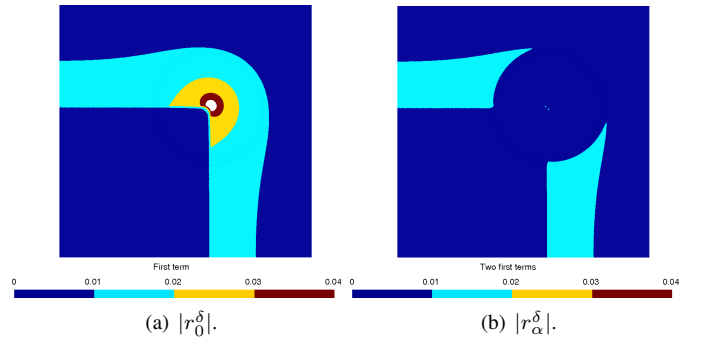 First term
0 0.01 0.02 0.03 0.04
(a) |r_0^δ|.
Two first terms
0 0.01 0.02 0.03 0.04
(b) |r_α^δ|.